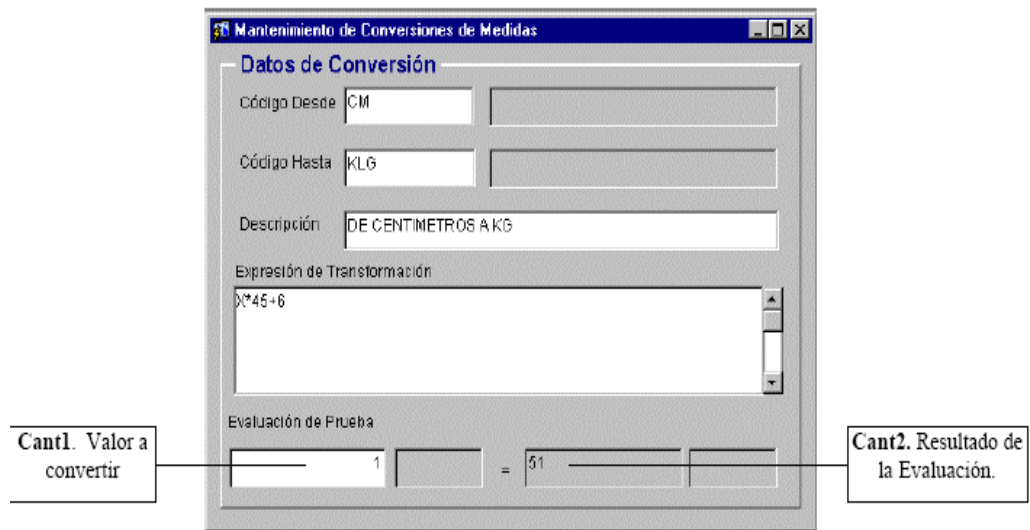 Mantenimiento de Conversiones de Medidas
Datos de Conversión
Código Desde CM
Código Hasta KLG
Descripción DE CENTIMETROS A KG
Expresión de Transformación
X*45+6
Evaluación de Prueba
1 = 51
Cant1. Valor a
convertir
Cant2. Resultado de
la Evaluación.